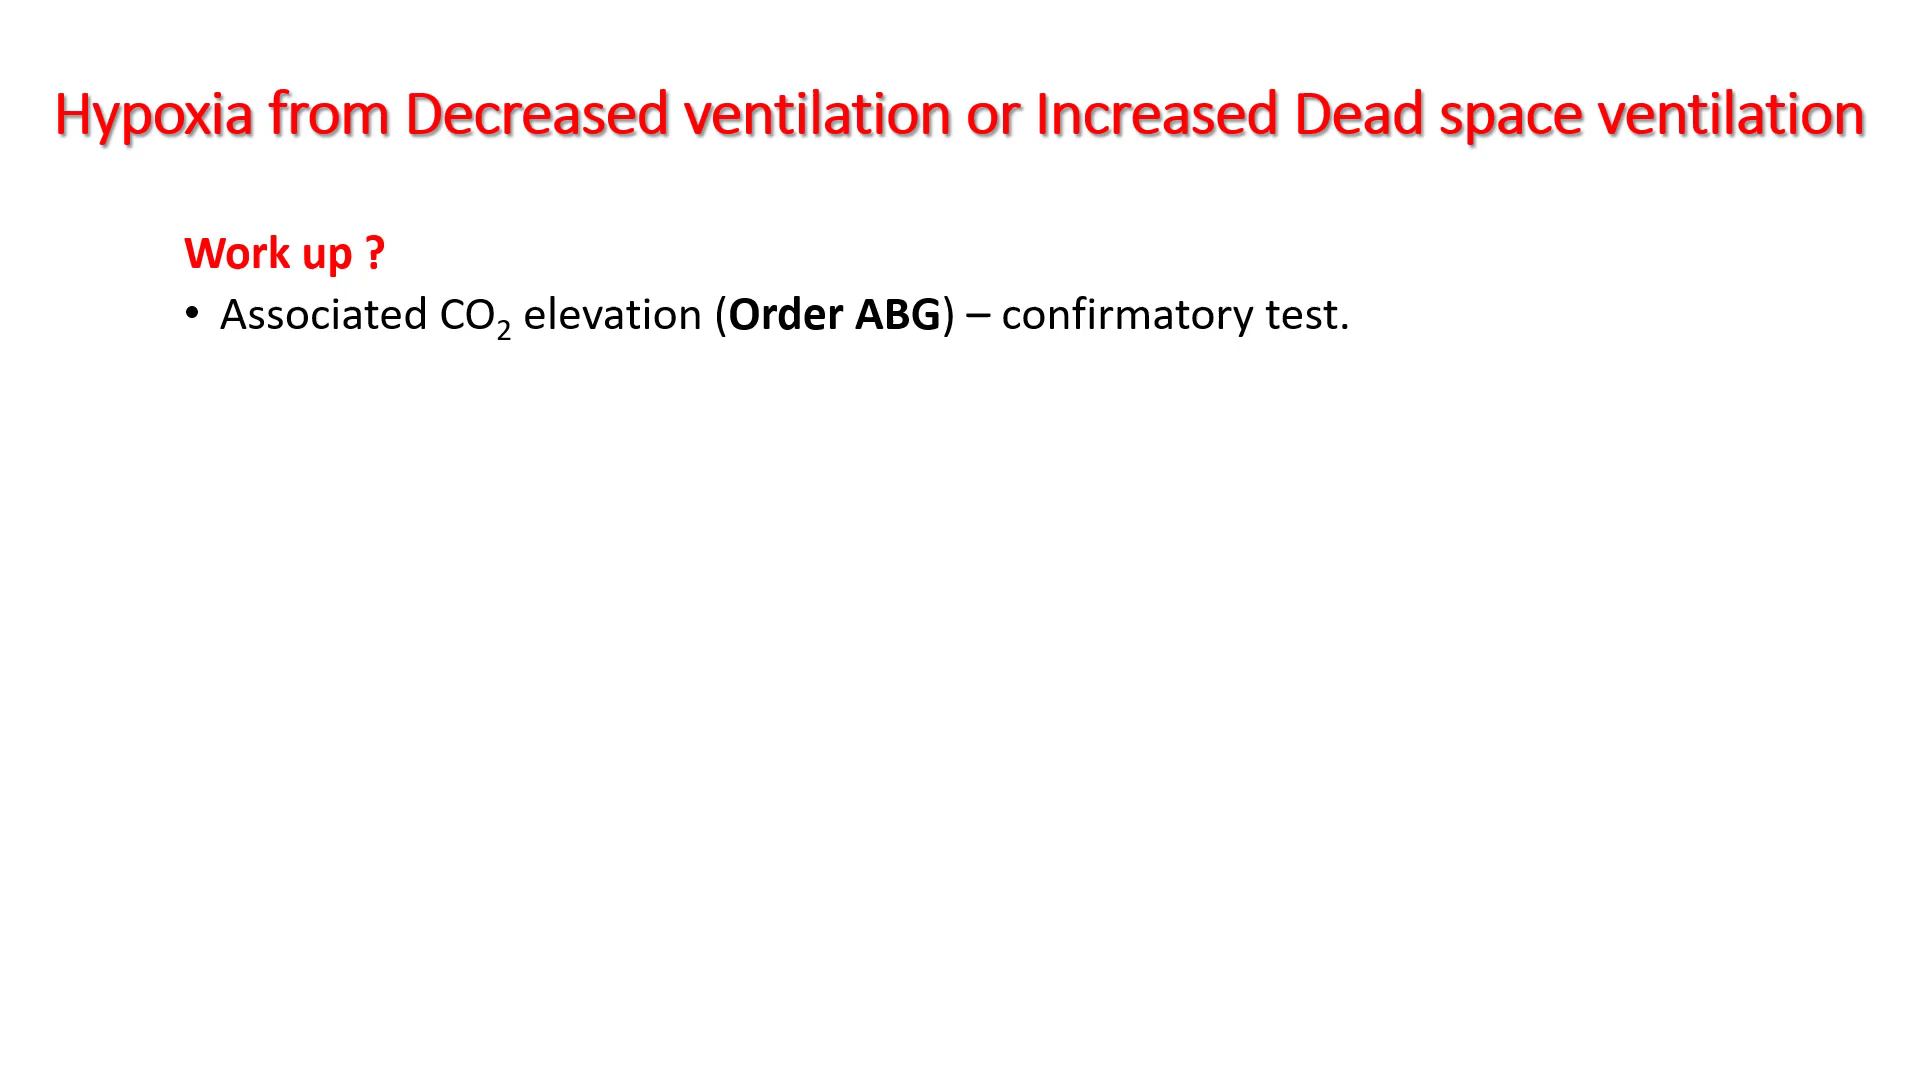 Hypoxia from Decreased ventilation or Increased Dead space ventilation
Work up ?
• Associated CO₂ elevation (Order ABG) – confirmatory test.